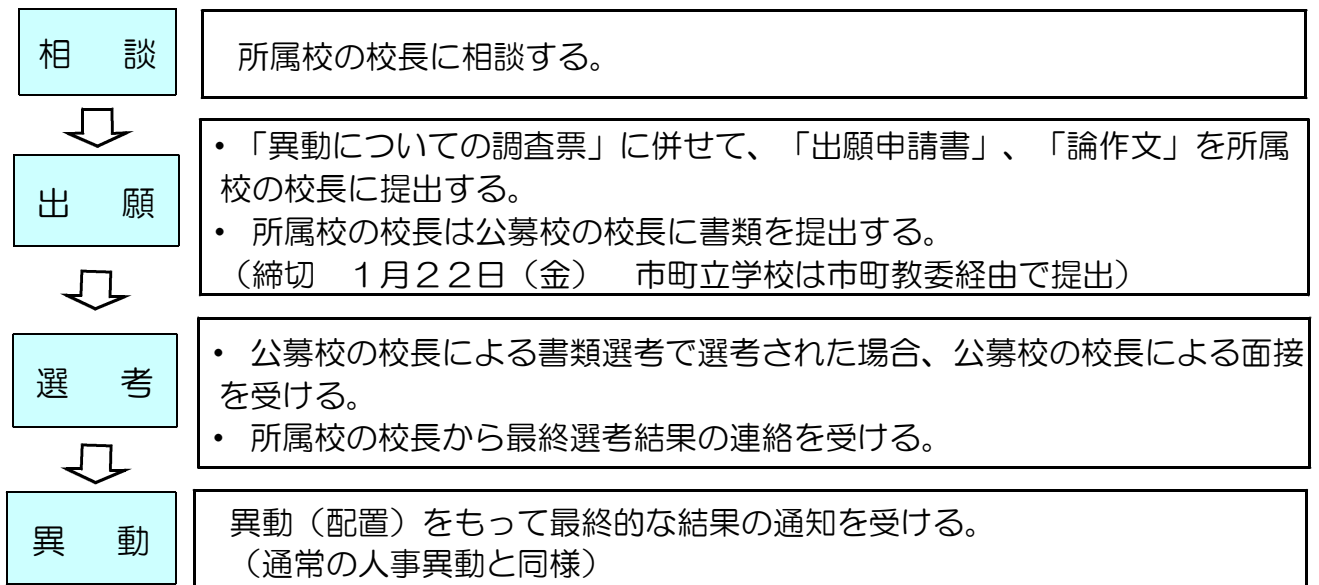 相　談
所属校の校長に相談する。
出　願
・「異動についての調査票」に併せて、「出願申請書」、「論作文」を所属
校の校長に提出する。
・ 所属校の校長は公募校の校長に書類を提出する。
（締切　１月２２日（金）　市町立学校は市町教委経由で提出）
選　考
・ 公募校の校長による書類選考で選考された場合、公募校の校長による面接
を受ける。
・ 所属校の校長から最終選考結果の連絡を受ける。
異　動
異動（配置）をもって最終的な結果の通知を受ける。
（通常の人事異動と同様）